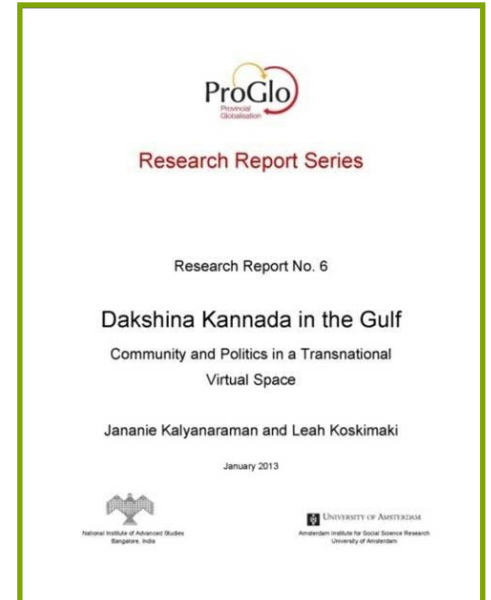 ProGlo
Provincial
Globalisation
Research Report Series
Research Report No. 6
Dakshina Kannada in the Gulf
Community and Politics in a Transnational
Virtual Space
Jananie Kalyanaraman and Leah Koskimaki
January 2013
National Institute of Advanced Studies
Bangalore, India
UNIVERSITY OF AMSTERDAM
Amsterdam Institute for Social Science Research
University of Amsterdam